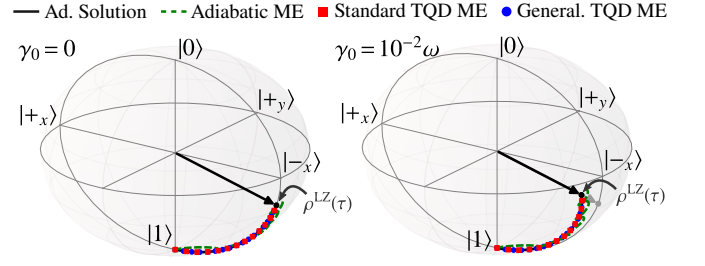 Ad. Solution Adiabatic ME Standard TQD ME General. TQD ME
γ₀ = 0
|0⟩
|+ₓ⟩
|+ᵧ⟩
|−ₓ⟩
ρᴸᶻ(τ)
|1⟩
γ₀ = 10⁻²ω
|0⟩
|+ₓ⟩
|+ᵧ⟩
|−ₓ⟩
ρᴸᶻ(τ)
|1⟩